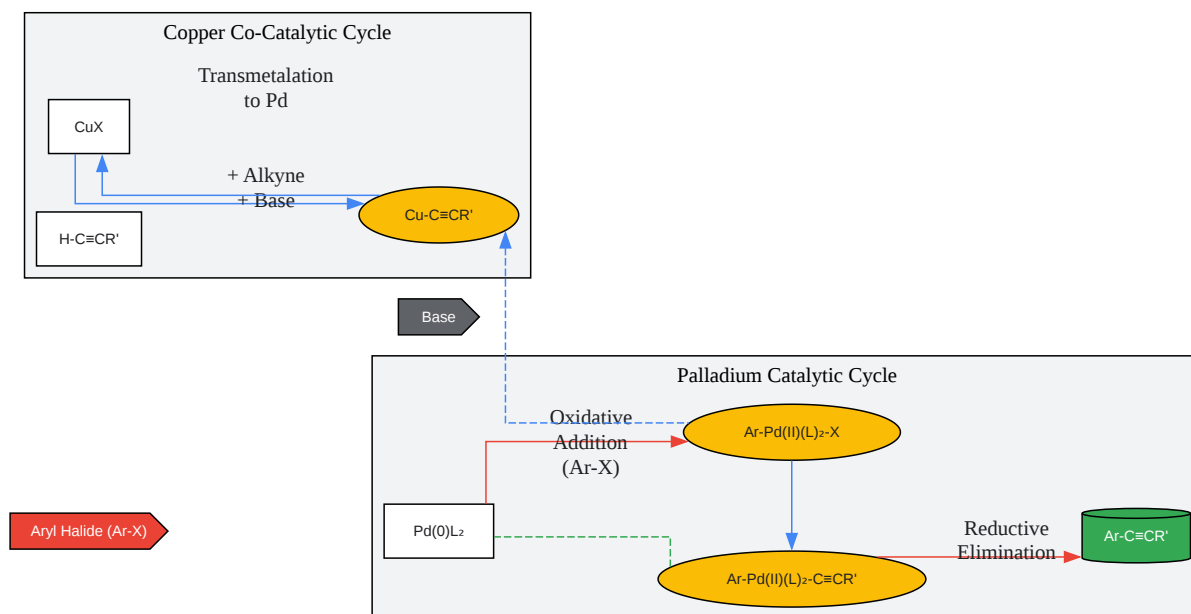 Copper Co-Catalytic Cycle
Transmetalation
to Pd
CuX
+ Alkyne
+ Base
Cu-C≡CR'
H-C≡CR'
Base
Palladium Catalytic Cycle
Oxidative
Addition
(Ar-X)
Ar-Pd(II)(L)₂-X
Aryl Halide (Ar-X)
Pd(0)L₂
Reductive
Elimination
Ar-C≡CR'
Ar-Pd(II)(L)₂-C≡CR'